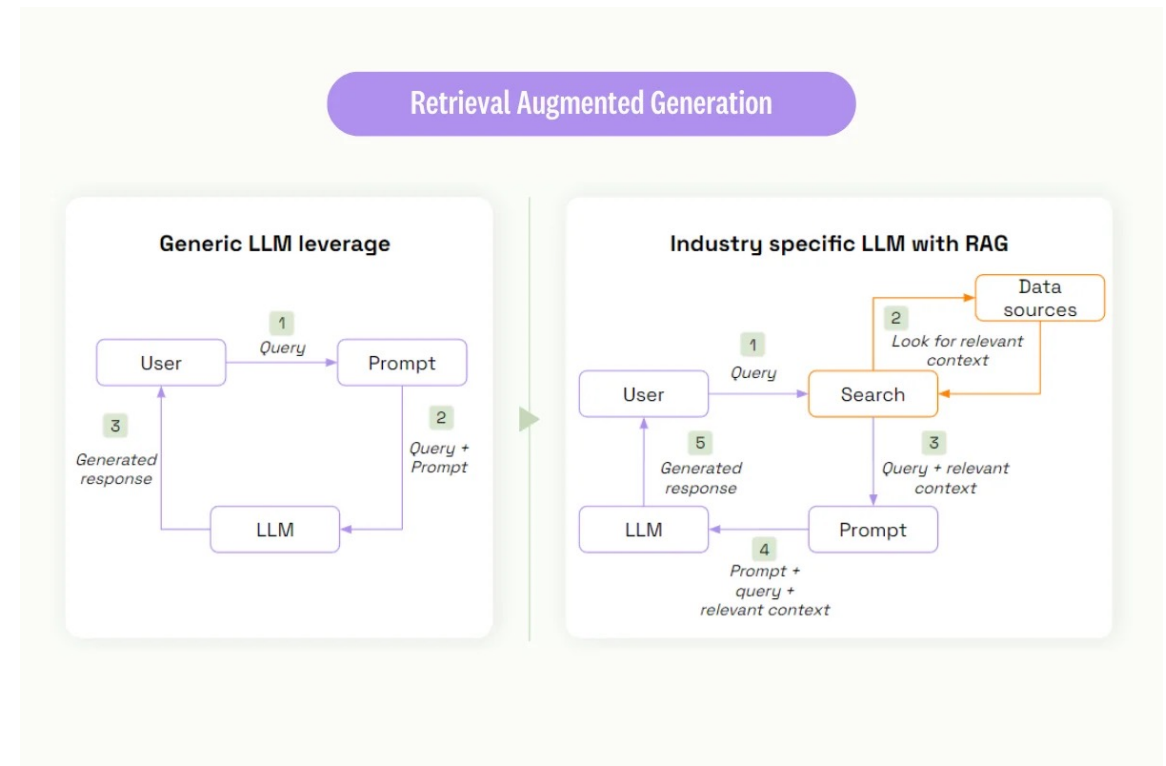 Retrieval Augmented Generation
Generic LLM leverage
1
Query
User
Prompt
2
Query +
Prompt
3
Generated
response
LLM
Industry specific LLM with RAG
Data
sources
2
Look for relevant
context
1
Query
User
Search
3
Query + relevant
context
5
Generated
response
LLM
Prompt
4
Prompt +
query +
relevant context